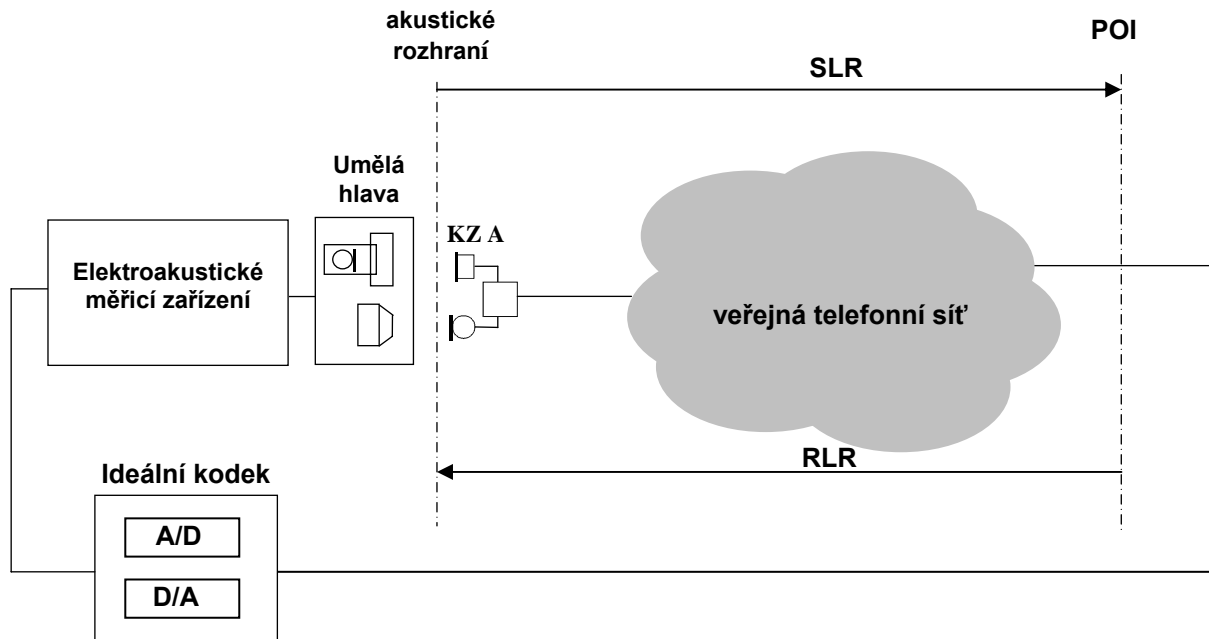 akustické
rozhraní
POI
SLR
Umělá
hlava
KZ A
Elektroakustické
měřicí zařízení
veřejná telefonní síť
RLR
Ideální kodek
A/D
D/A